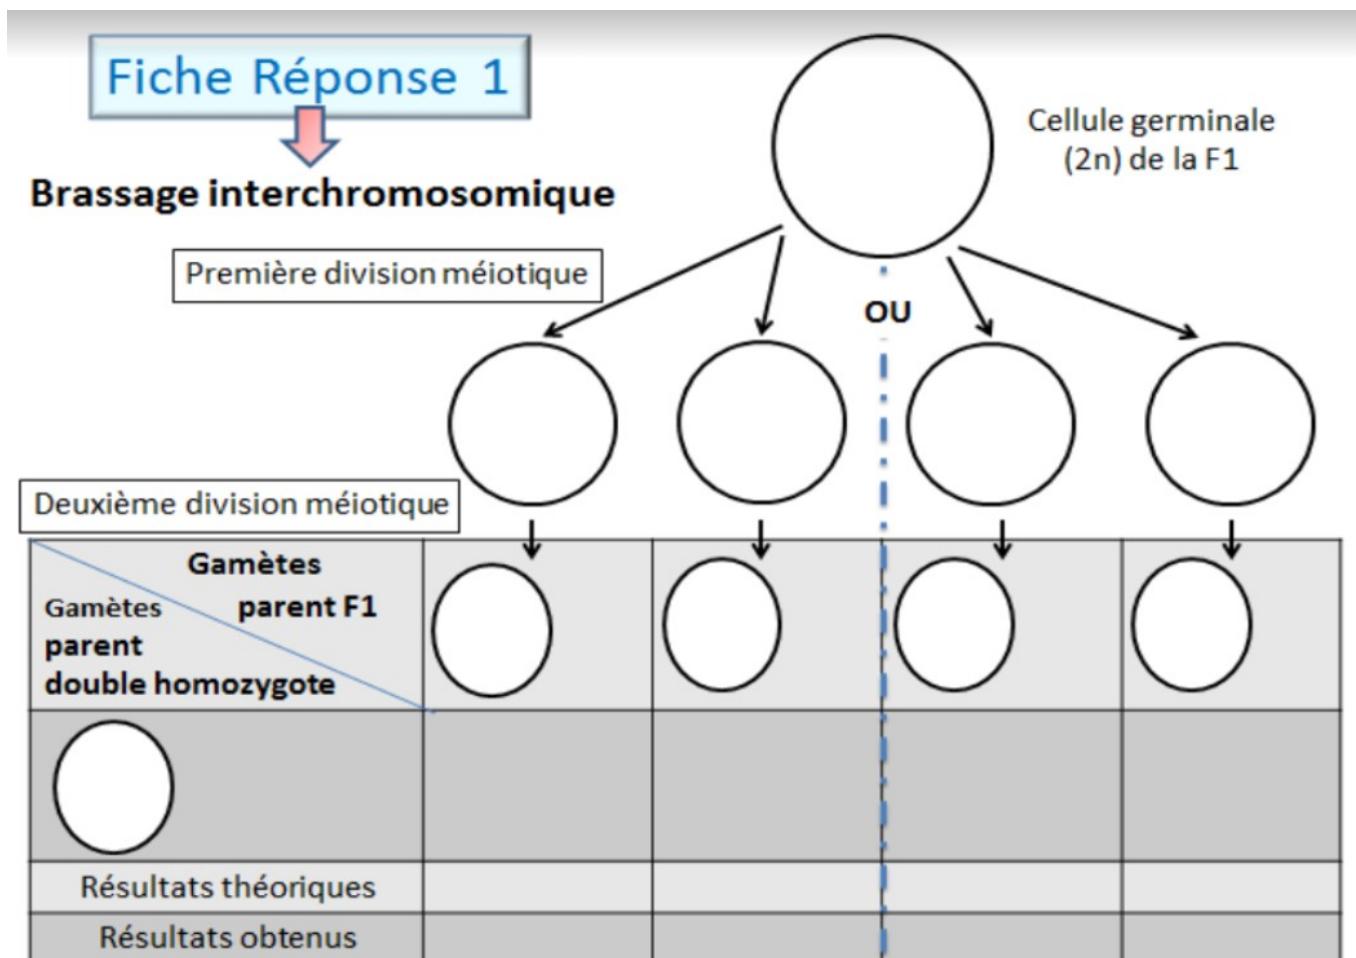 Fiche Réponse 1
Brassage interchromosomique
Cellule germinale
(2n) de la F1
Première division méiotique
OU
Deuxième division méiotique
Gamètes
parent F1
Gamètes
parent
double homozygote
Résultats théoriques
Résultats obtenus